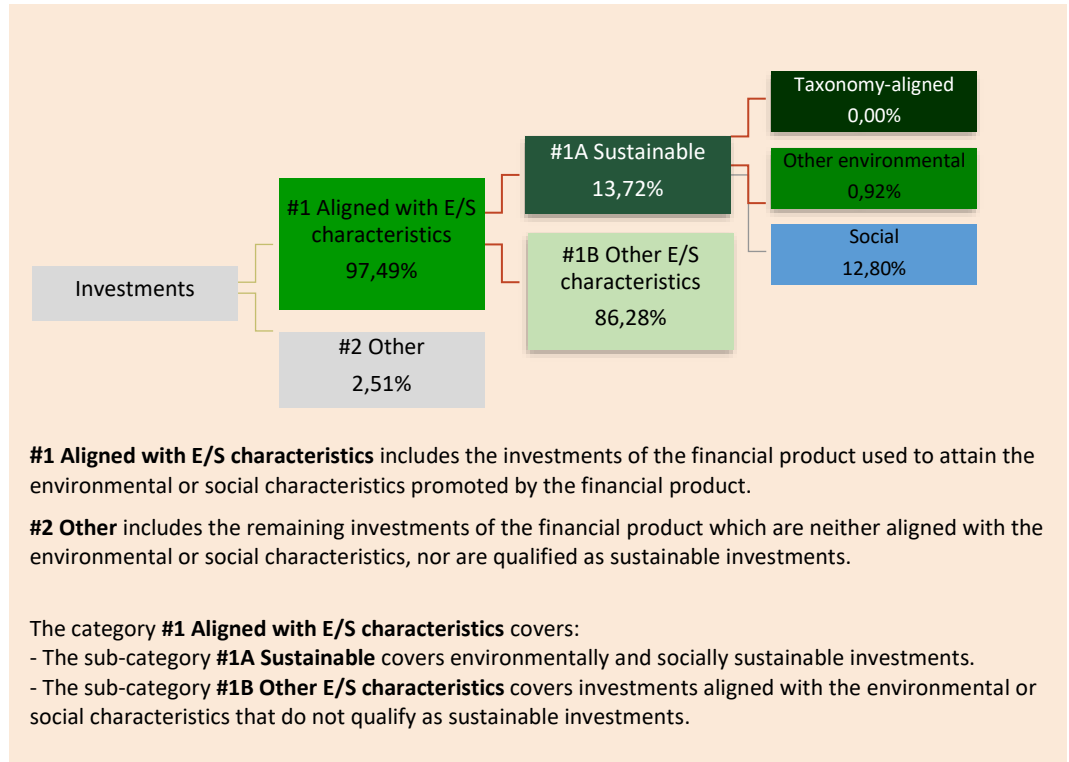 Investments
#1 Aligned with E/S
characteristics
97,49%
#2 Other
2,51%
#1A Sustainable
13,72%
#1B Other E/S
characteristics
86,28%
Taxonomy-aligned
0,00%
Other environmental
0,92%
Social
12,80%
#1 Aligned with E/S characteristics includes the investments of the financial product used to attain the
environmental or social characteristics promoted by the financial product.
#2 Other includes the remaining investments of the financial product which are neither aligned with the
environmental or social characteristics, nor are qualified as sustainable investments.
The category #1 Aligned with E/S characteristics covers:
- The sub-category #1A Sustainable covers environmentally and socially sustainable investments.
- The sub-category #1B Other E/S characteristics covers investments aligned with the environmental or
social characteristics that do not qualify as sustainable investments.